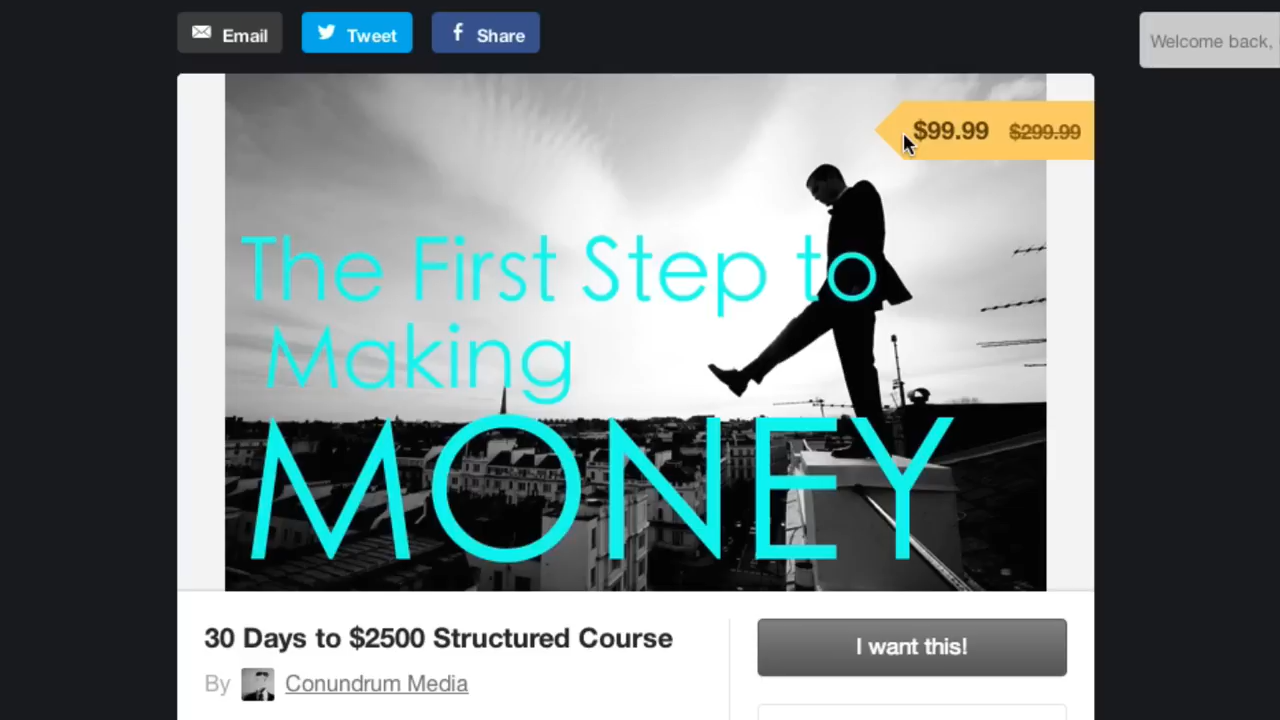 Email
Tweet
Share
Welcome back,
$99.99 $299.99
The First Step to
Making
MONEY
30 Days to $2500 Structured Course
I want this!
By Conundrum Media